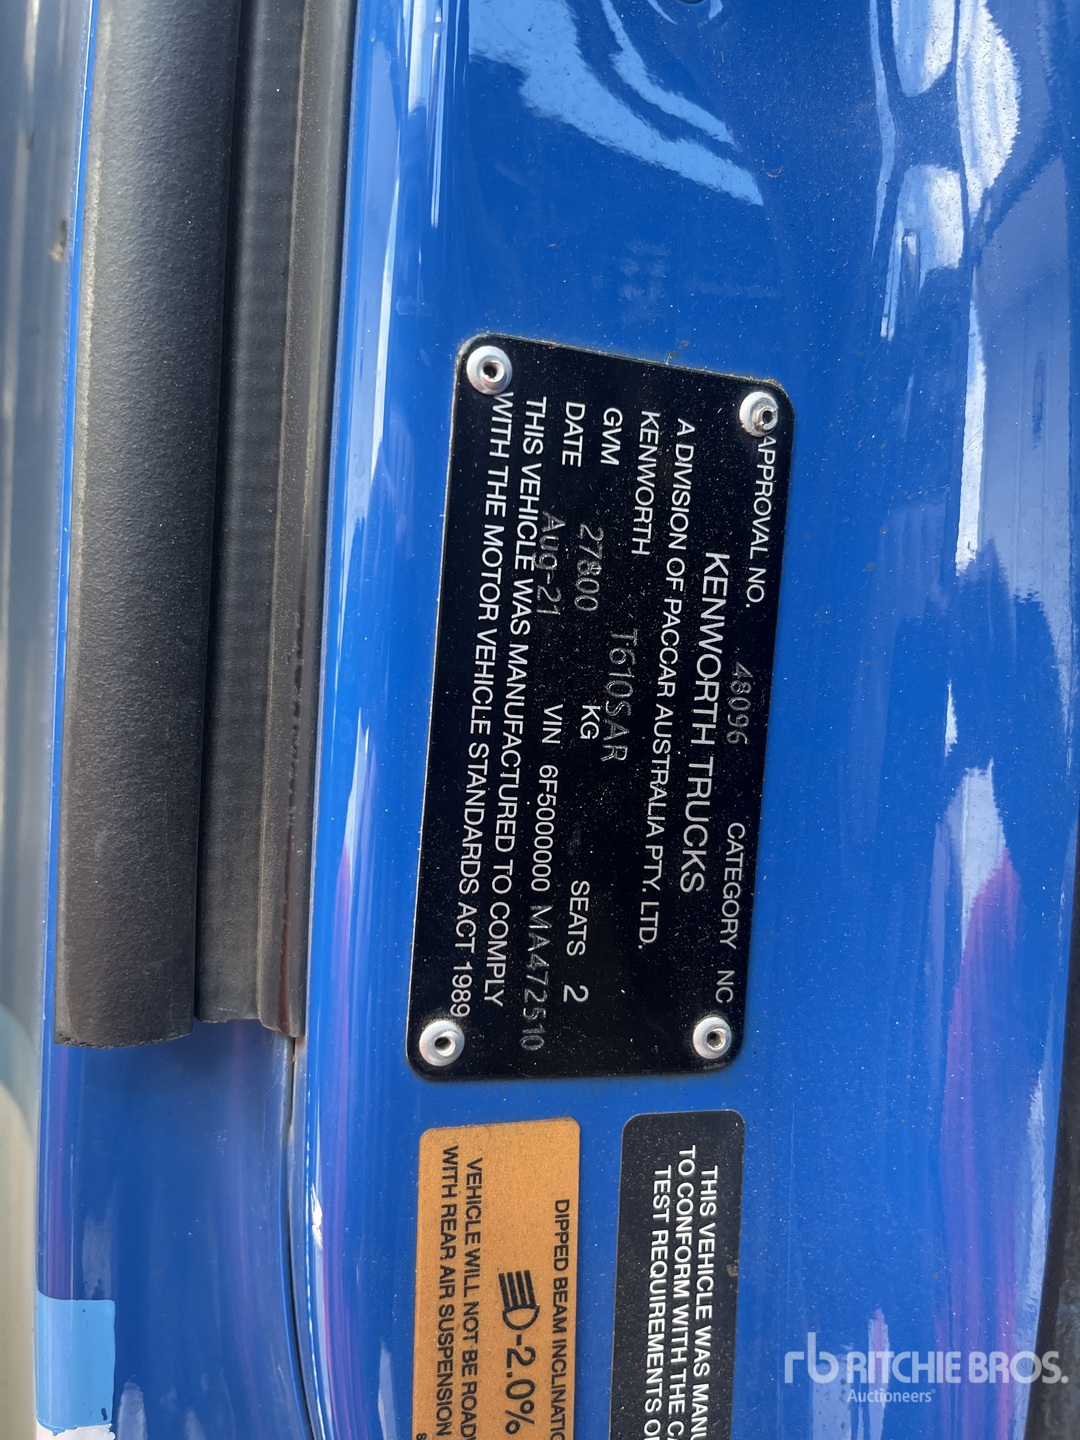 APPROVAL NO. 48096 CATEGORY NC
KENWORTH TRUCKS
A DIVISION OF PACCAR AUSTRALIA PTY. LTD.
KENWORTH T610SAR
GVM 27800 KG
DATE Aug-21 SEATS 2
VIN 6F5000000 MA472510
THIS VEHICLE WAS MANUFACTURED TO COMPLY
WITH THE MOTOR VEHICLE STANDARDS ACT 1989
THIS VEHICLE WAS
TO CONFORM WITH THE
TEST REQUIREMENTS
DIPPED BEAM
-2.0%
VEHICLE WILL NOT BE
WITH REAR AIR SUSPENSION
rb RITCHIE BROS.
Auctioneers